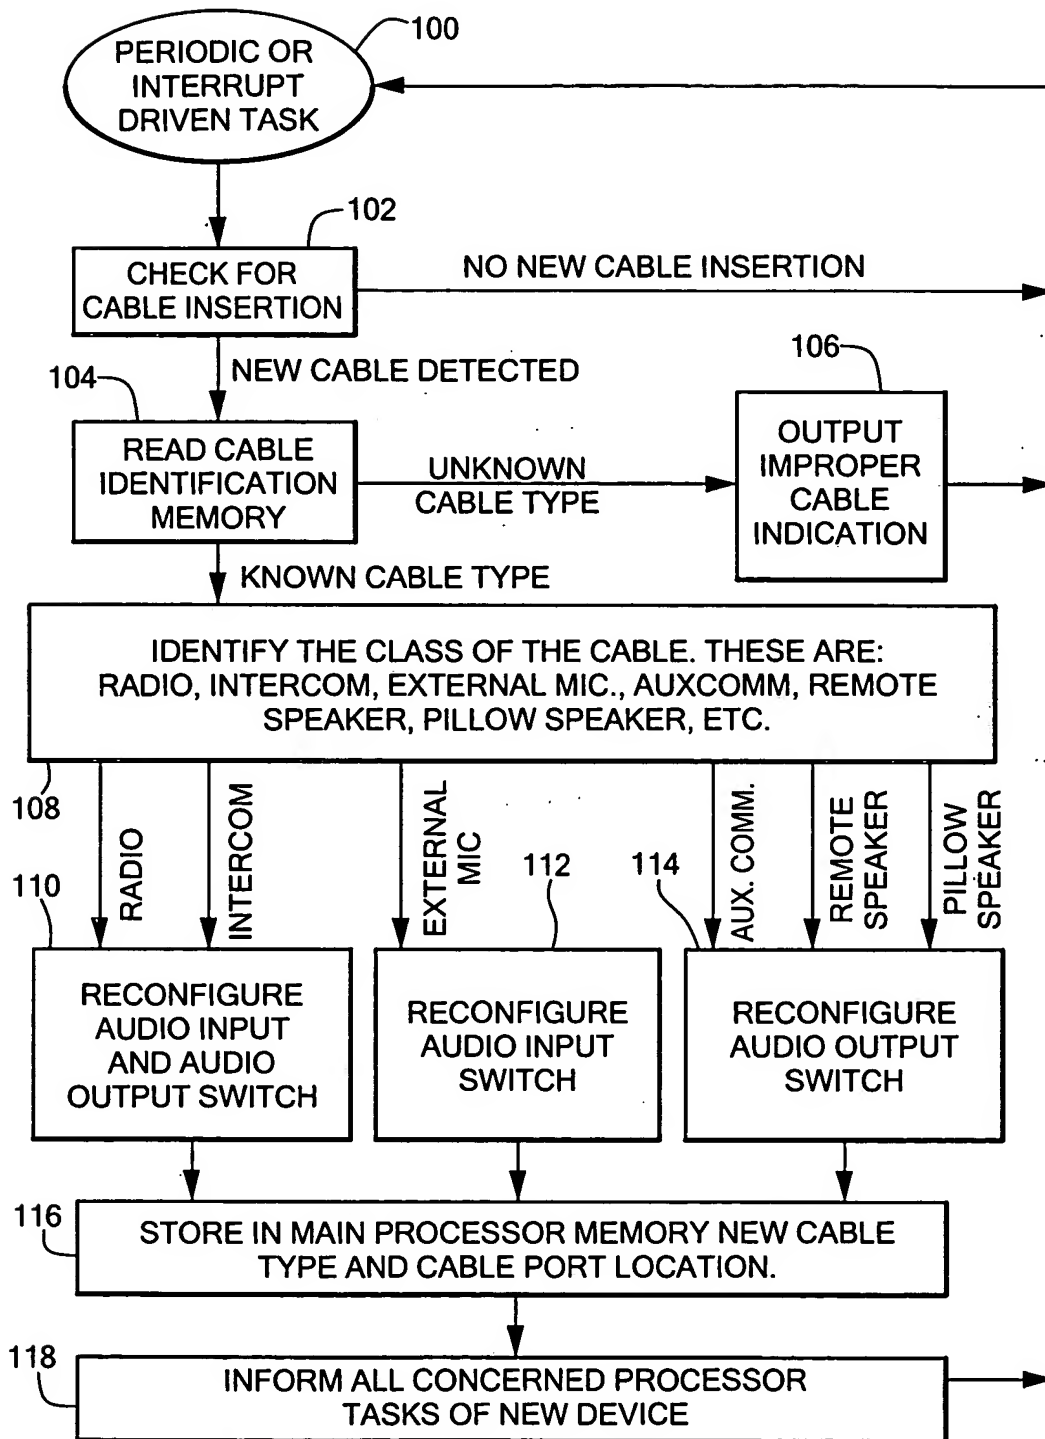 100
PERIODIC OR
INTERRUPT
DRIVEN TASK
102
CHECK FOR
CABLE INSERTION
NO NEW CABLE INSERTION
NEW CABLE DETECTED
104
READ CABLE
IDENTIFICATION
MEMORY
UNKNOWN
CABLE TYPE
106
OUTPUT
IMPROPER
CABLE
INDICATION
KNOWN CABLE TYPE
IDENTIFY THE CLASS OF THE CABLE. THESE ARE:
RADIO, INTERCOM, EXTERNAL MIC., AUXCOMM, REMOTE
SPEAKER, PILLOW SPEAKER, ETC.
108
RADIO
INTERCOM
EXTERNAL
MIC
AUX. COMM.
REMOTE
SPEAKER
PILLOW
SPEAKER
110
RECONFIGURE
AUDIO INPUT
AND AUDIO
OUTPUT SWITCH
112
RECONFIGURE
AUDIO INPUT
SWITCH
114
RECONFIGURE
AUDIO OUTPUT
SWITCH
116
STORE IN MAIN PROCESSOR MEMORY NEW CABLE
TYPE AND CABLE PORT LOCATION.
118
INFORM ALL CONCERNED PROCESSOR
TASKS OF NEW DEVICE